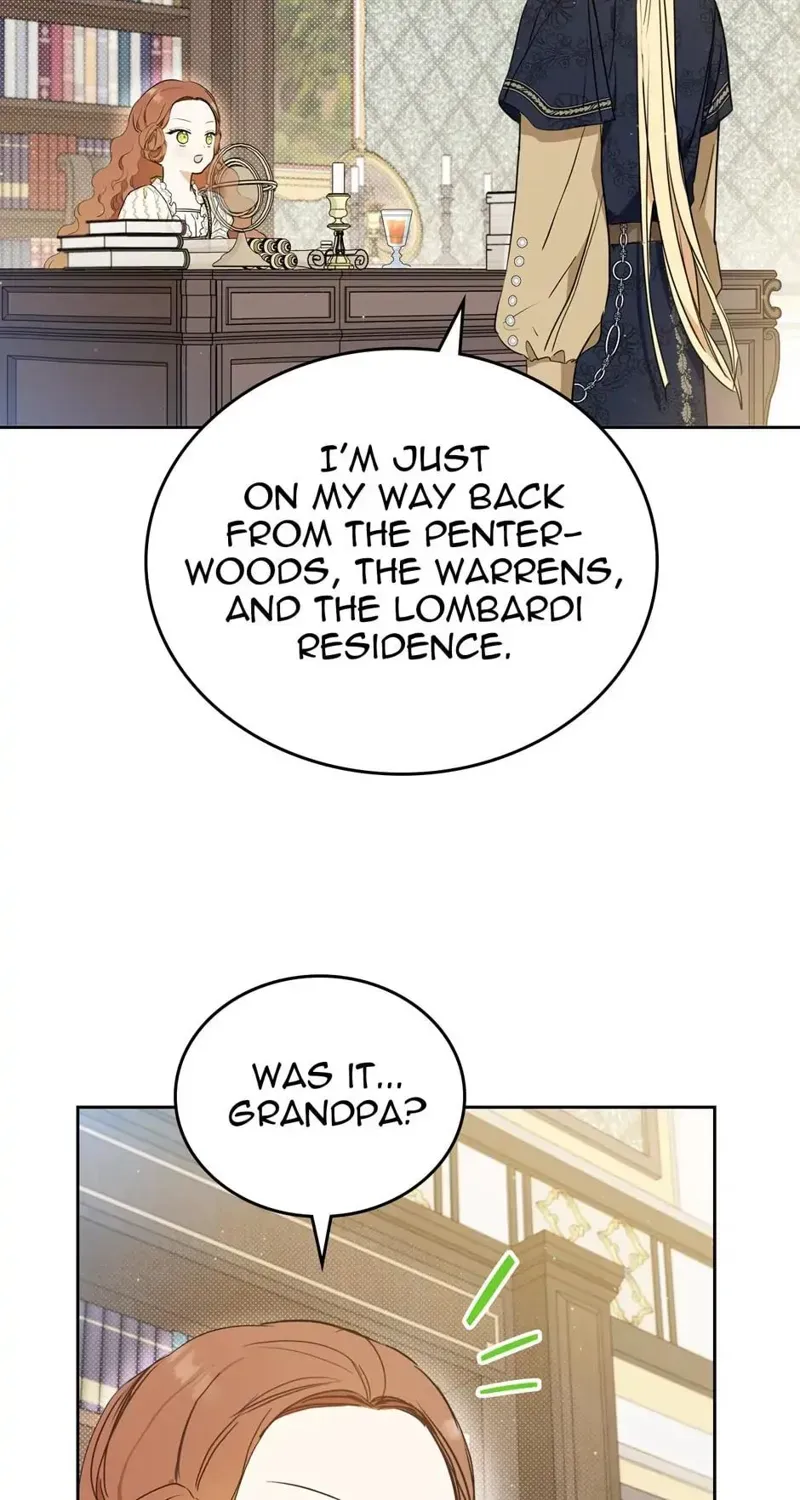 I'M JUST
ON MY WAY BACK
FROM THE PENTER-
WOODS, THE WARRENS,
AND THE LOMBARDI
RESIDENCE.
WAS IT...
GRANDPA?